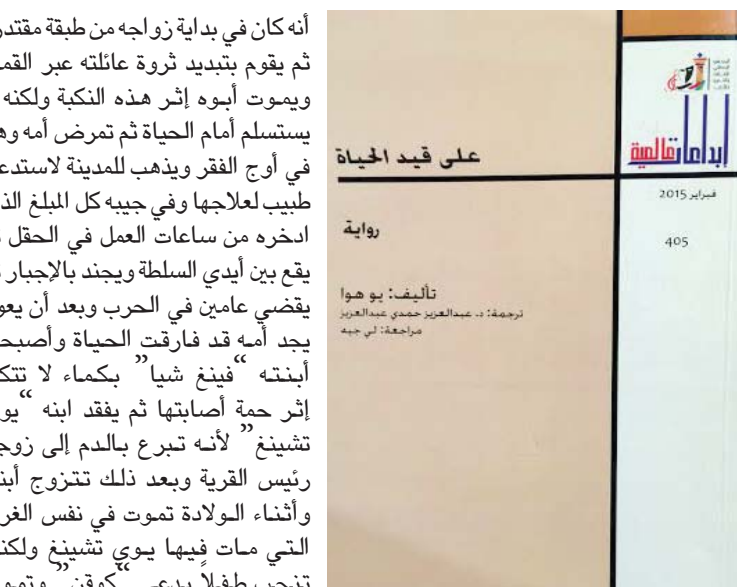 أنه كان في بداية زواجه من طبقة مقتدر
ثم يقوم بتبديد ثروة عائلته عبر القم
ويموت أبوه إثر هذه النكبة ولكنه
يستسلم أمام الحياة ثم تمرض أمه وه
في أوج الفقر ويذهب للمدينة لاستدع
طبيب لعلاجها وفي جيبه كل المبلغ الذ
ادخره من ساعات العمل في الحقل
يقع بين أيدي السلطة ويجند بالإجبار
يقضي عامين في الحرب وبعد أن يعو
يجد أمه قد فارقت الحياة وأصبح
أبنته “فينغ شيا” بكماء لا تتك
إثر حمة أصابتها ثم يفقد ابنه “يو
تشينغ” لأنه تبرع بالدم إلى زوج
رئيس القرية وبعد ذلك تتزوج أبن
وأثناء الولادة تموت في نفس الغر
التي مات فيها يوي تشينغ ولكن
تنجب طفلاً يدعى “كوقن”
إبداعات عالمية
فبراير 2015
405
على قيد الحياة
رواية
تأليف: يو هوا
ترجمة: د. عبدالعزيز حمدي عبدالعزيز
مراجعة: لي جيه